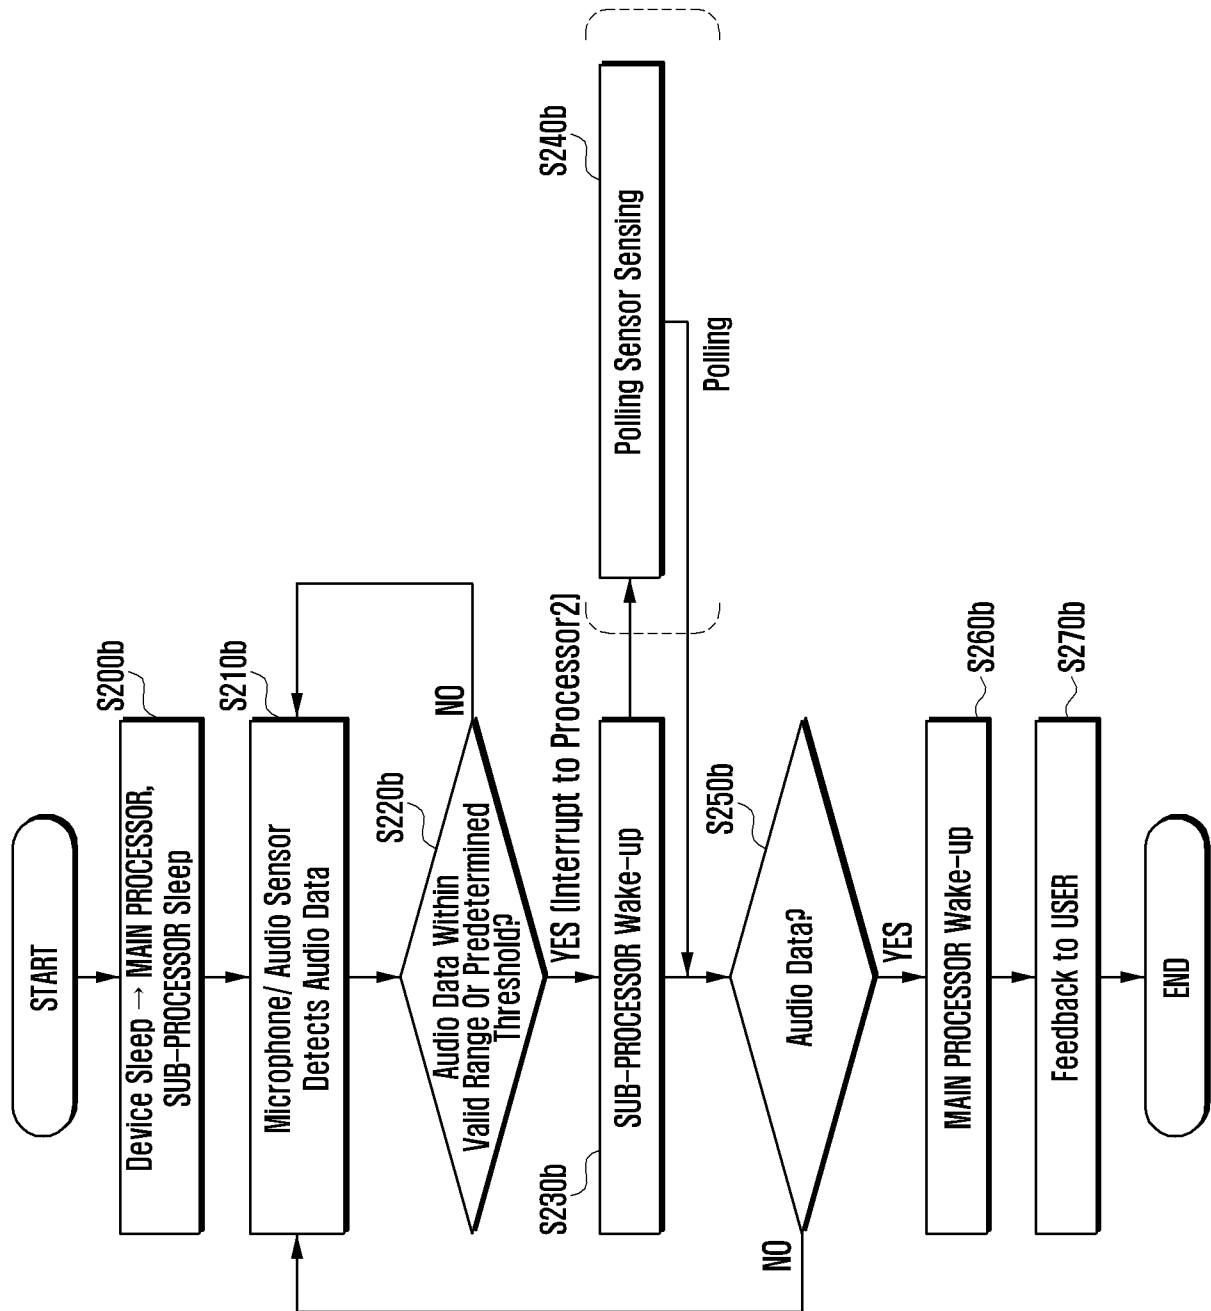 START
S200b
Device Sleep → MAIN PROCESSOR,
SUB-PROCESSOR Sleep
S210b
Microphone/ Audio Sensor
Detects Audio Data
S220b
Audio Data Within
Valid Range Or Predetermined
Threshold?
NO
YES (Interrupt to Processor2)
S230b
SUB-PROCESSOR Wake-up
S240b
Polling Sensor Sensing
Polling
S250b
Audio Data?
NO
YES
S260b
MAIN PROCESSOR Wake-up
S270b
Feedback to USER
END